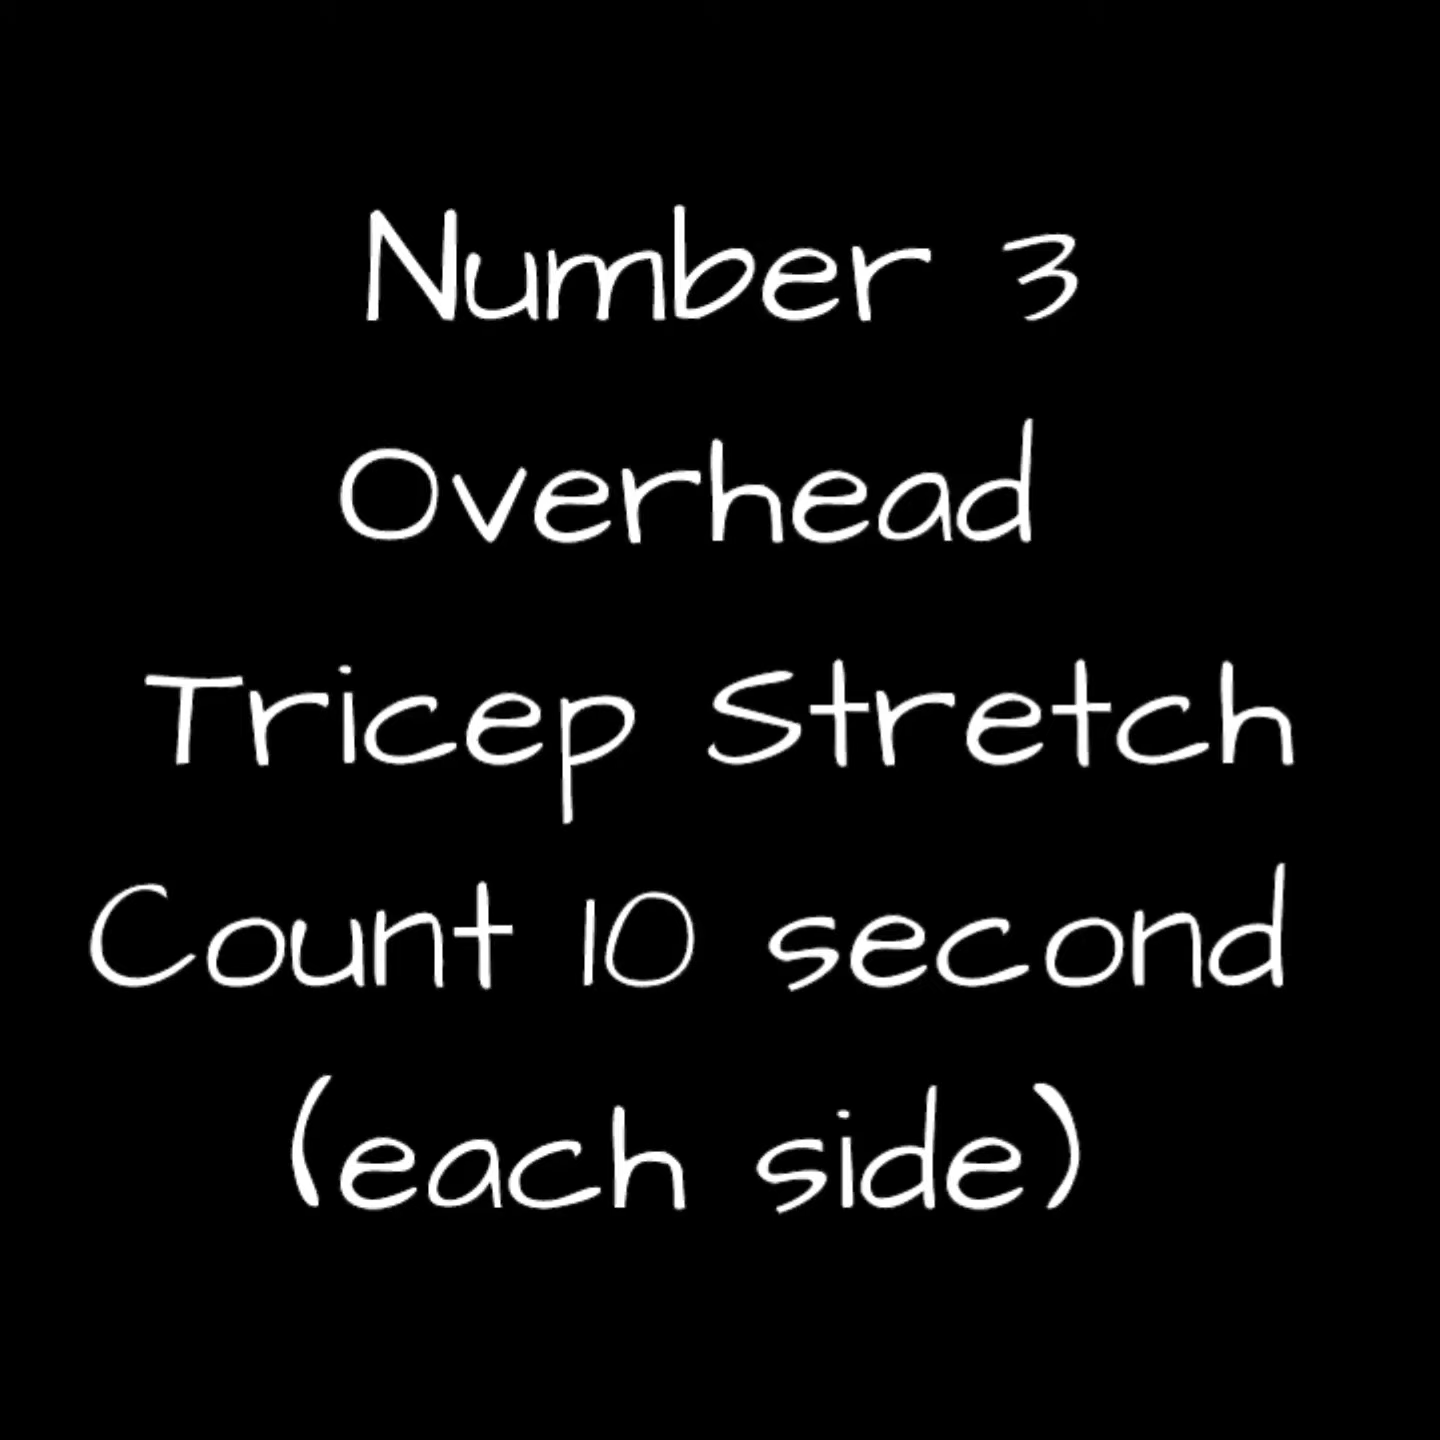 Number 3
Overhead
Tricep Stretch
Count 10 second
(each side)